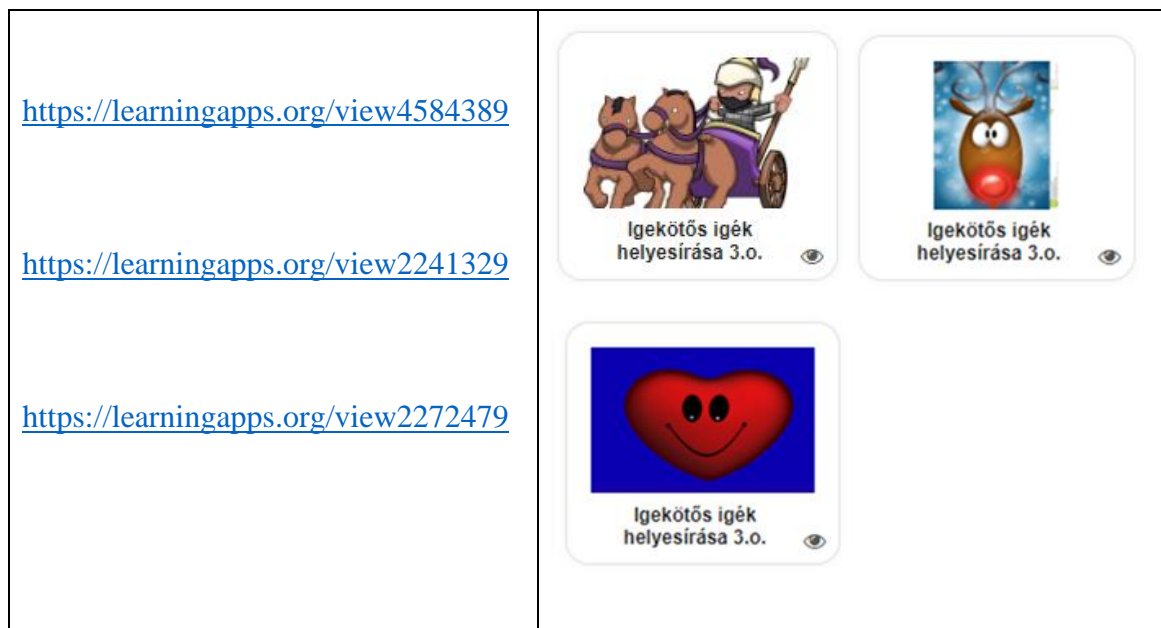 https://learningapps.org/view4584389
https://learningapps.org/view2241329
https://learningapps.org/view2272479
Igekötős igék
helyesírása 3.o.
Igekötős igék
helyesírása 3.o.
Igekötős igék
helyesírása 3.o.